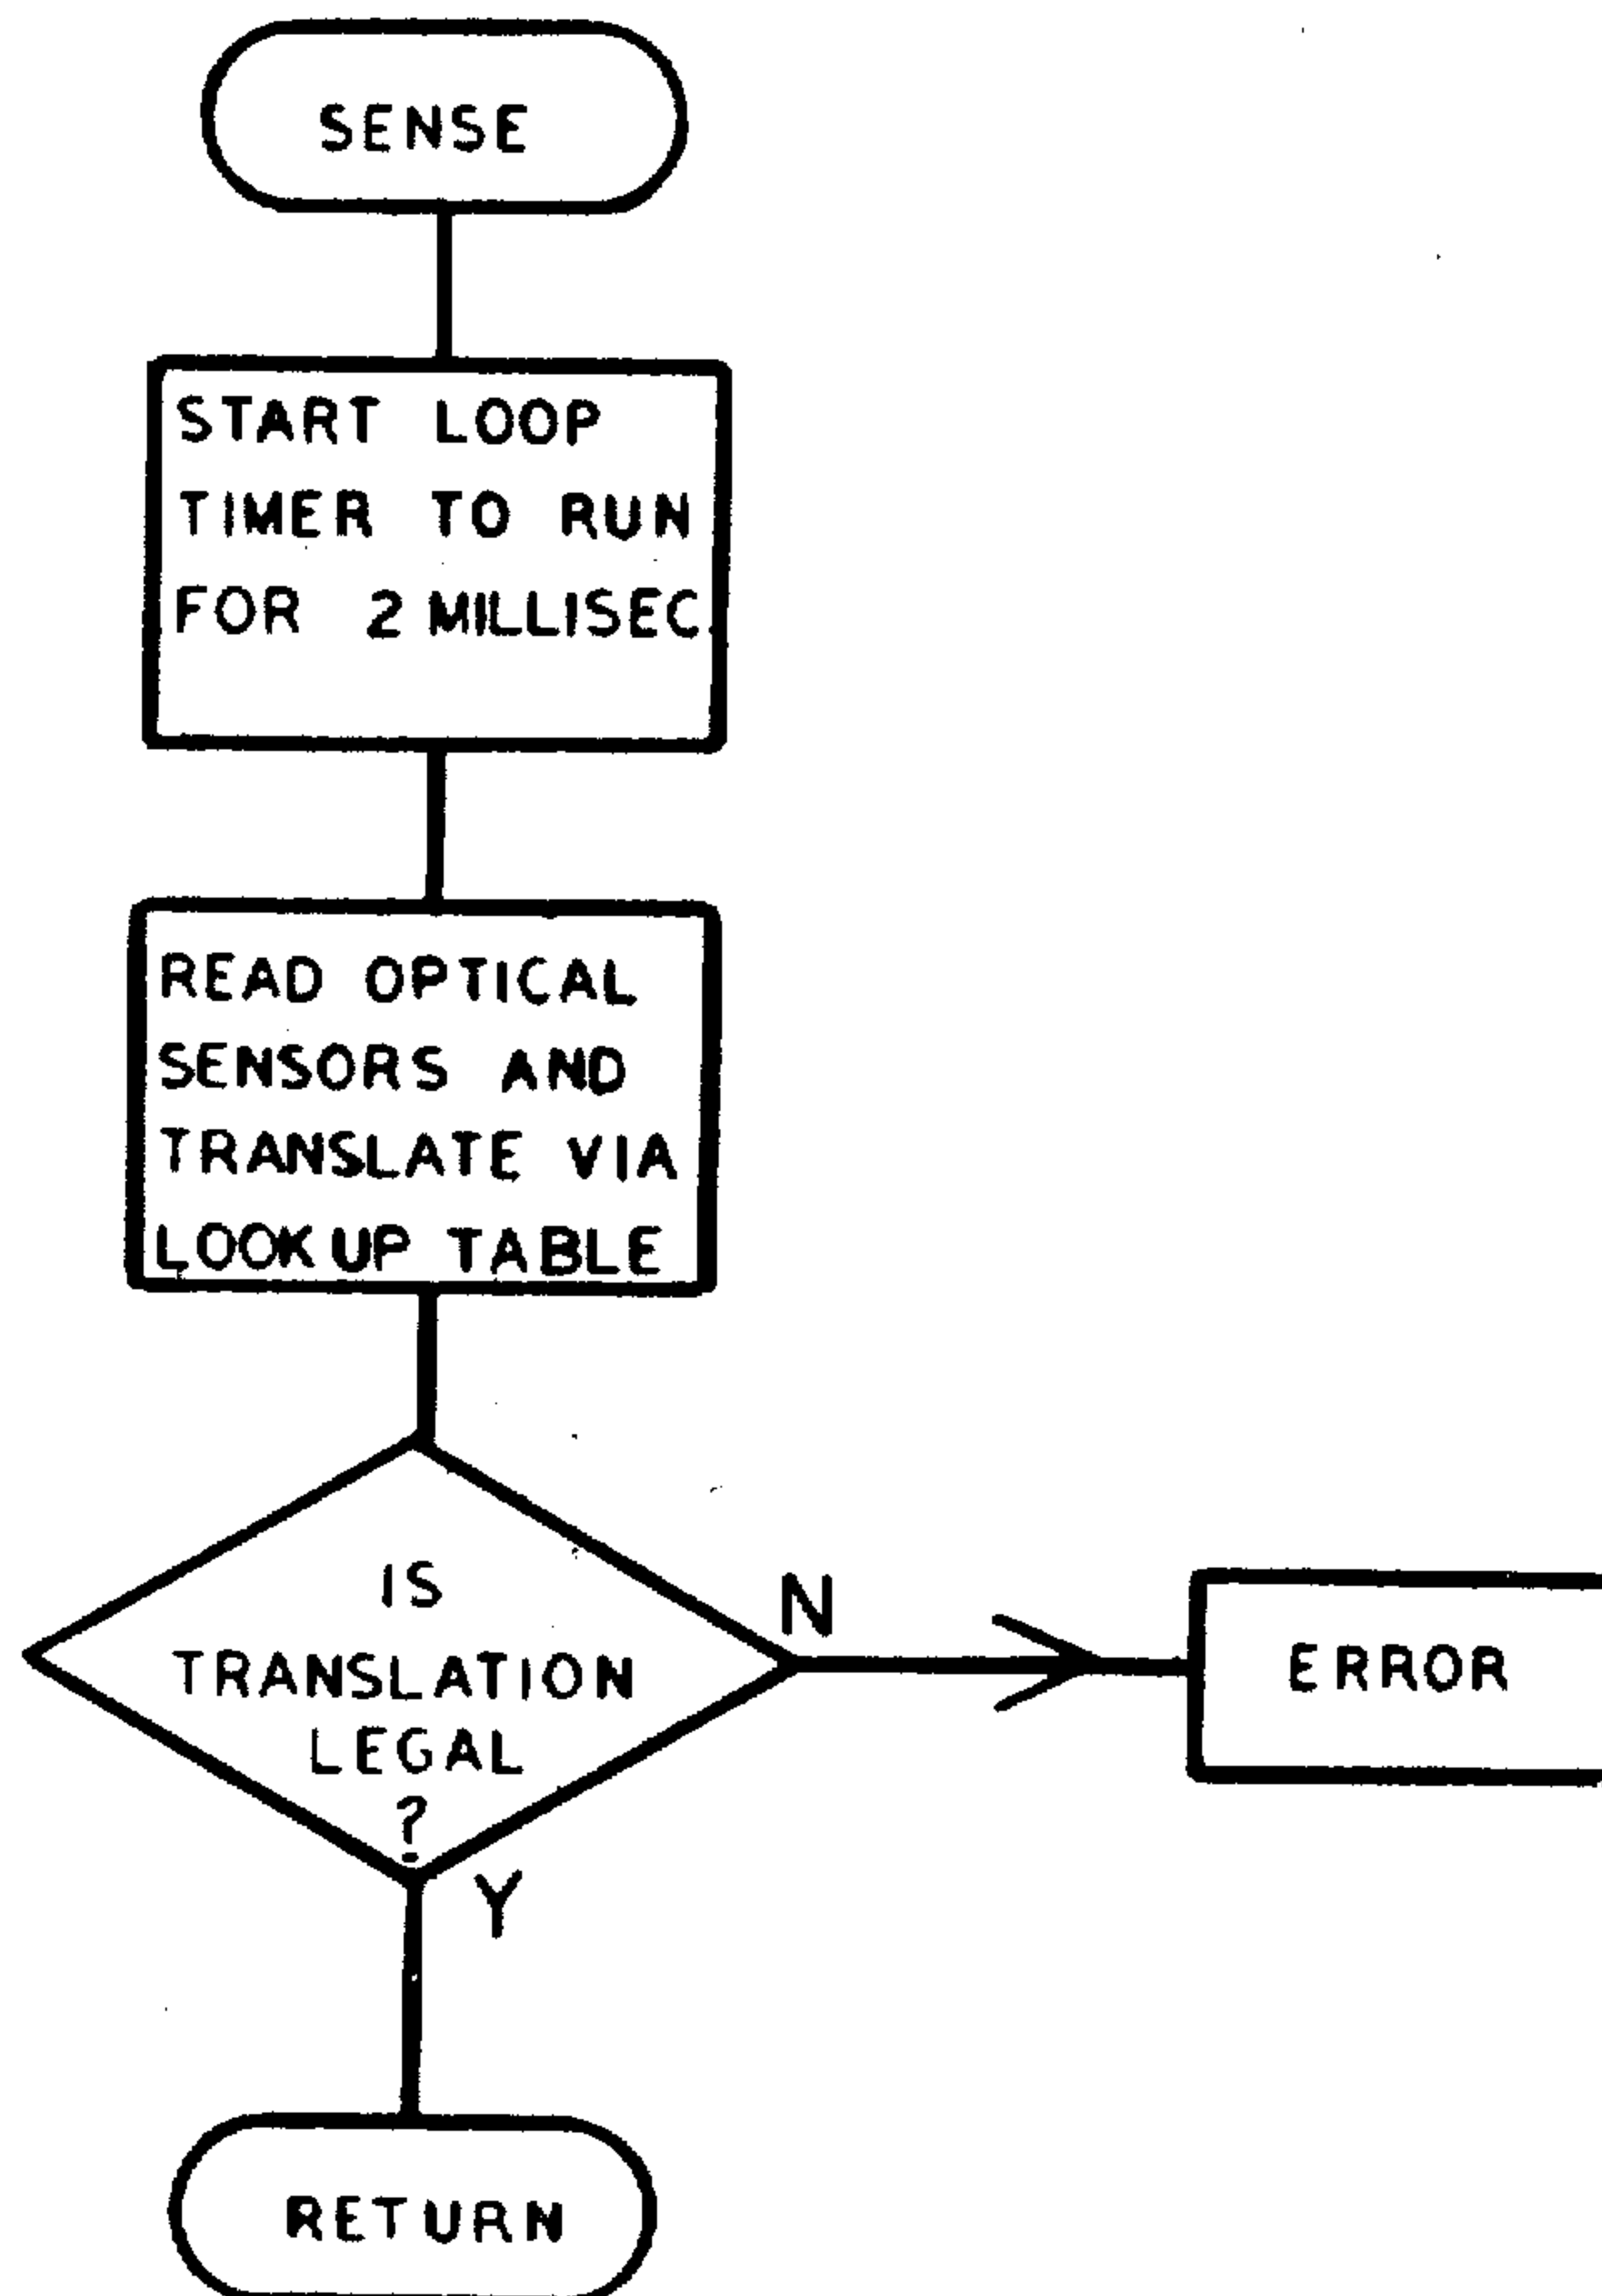 SENSE
START LOOP
TIMER TO RUN
FOR 2 MILLISEC.
READ OPTICAL
SENSORS AND
TRANSLATE VIA
LOOKUP TABLE
IS
TRANSLATION
LEGAL
?
N
ERROR
Y
RETURN